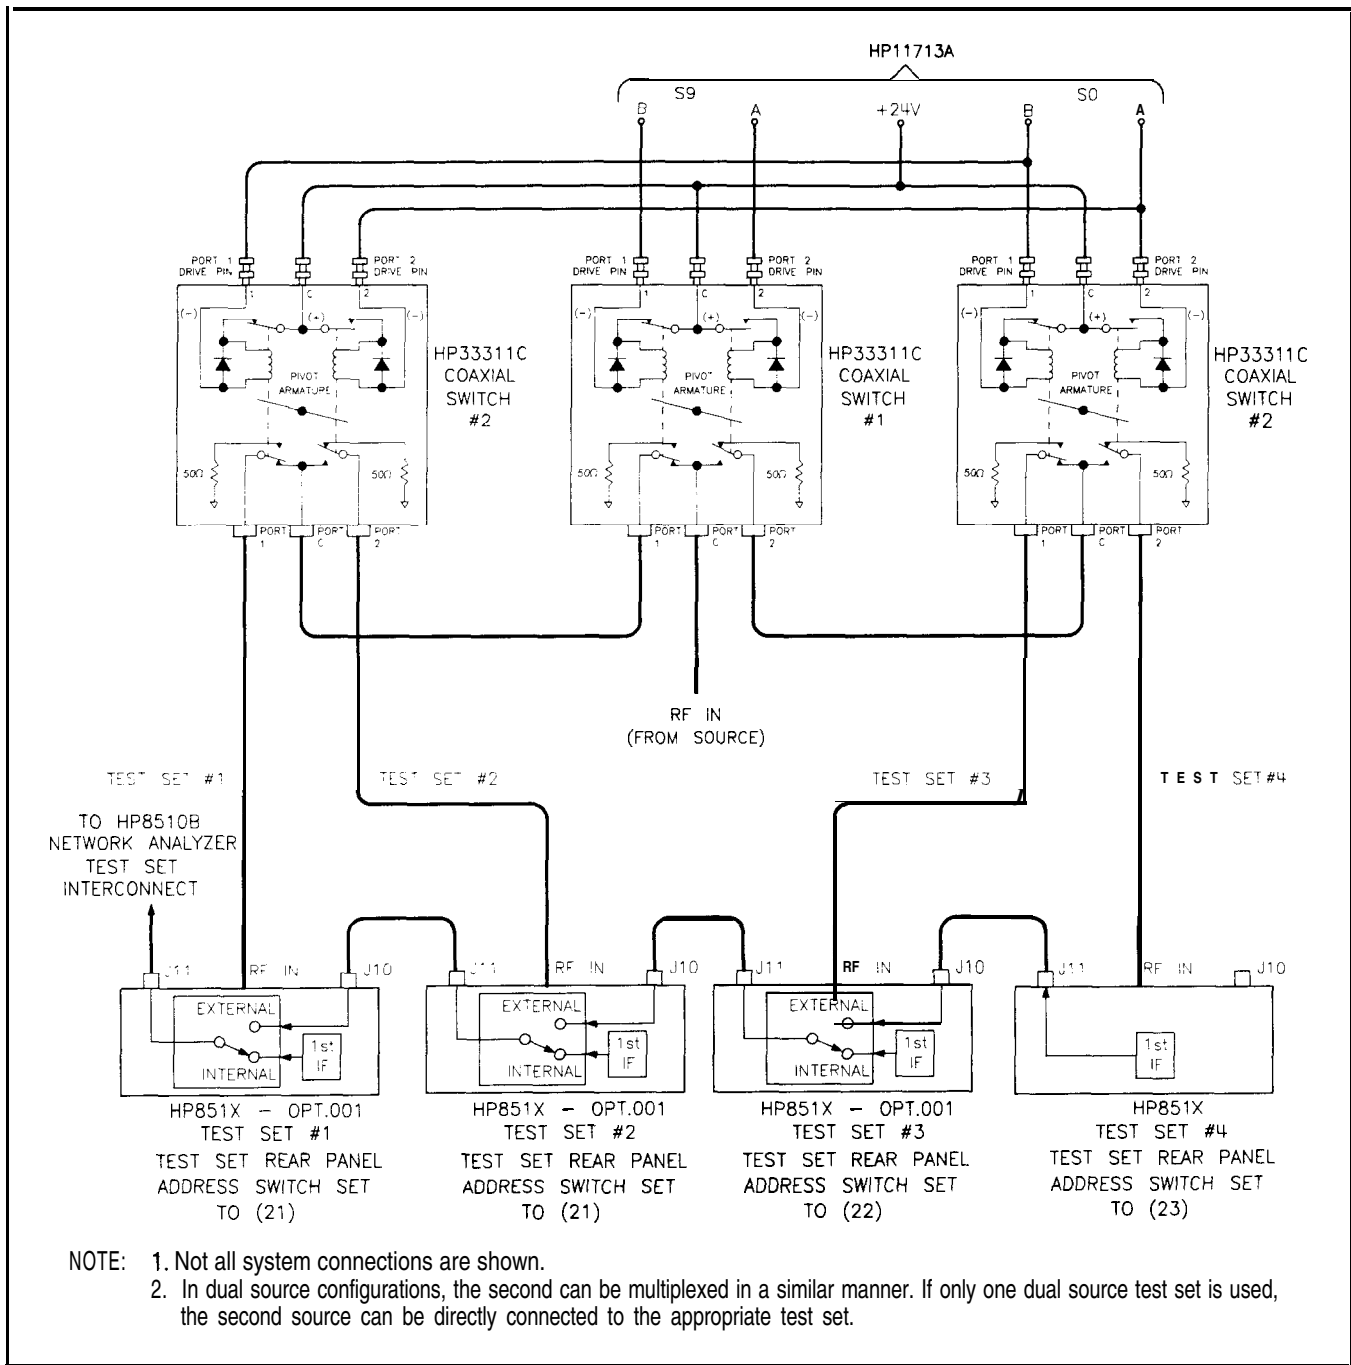 HP11713A
S9
S0
B
A
+24V
B
A
PORT 1
DRIVE PIN
PORT 2
DRIVE PIN
PORT 1
DRIVE PIN
PORT 2
DRIVE PIN
PORT 1
DRIVE PIN
PORT 2
DRIVE PIN
1
C
2
1
C
2
1
C
2
(-)
(+)
(-)
(-)
(+)
(-)
(-)
(+)
(-)
PIVOT
ARMATURE
PIVOT
ARMATURE
PIVOT
ARMATURE
HP33311C
COAXIAL
SWITCH
#2
HP33311C
COAXIAL
SWITCH
#1
HP33311C
COAXIAL
SWITCH
#2
50Ω
50Ω
50Ω
50Ω
50Ω
50Ω
PORT
1
PORT
C
PORT
2
PORT
1
PORT
C
PORT
2
PORT
1
PORT
C
PORT
2
RF IN
(FROM SOURCE)
TEST SET #1
TEST SET #2
TEST SET #3
TEST SET #4
TO HP8510B
NETWORK ANALYZER
TEST SET
INTERCONNECT
J11
RF IN
J10
J11
RF IN
J10
J11
RF IN
J10
J11
RF IN
J10
EXTERNAL
INTERNAL
1st
IF
EXTERNAL
INTERNAL
1st
IF
EXTERNAL
INTERNAL
1st
IF
1st
IF
HP851X - OPT.001
TEST SET #1
TEST SET REAR PANEL
ADDRESS SWITCH SET
TO (21)
HP851X - OPT.001
TEST SET #2
TEST SET REAR PANEL
ADDRESS SWITCH SET
TO (21)
HP851X - OPT.001
TEST SET #3
TEST SET REAR PANEL
ADDRESS SWITCH SET
TO (22)
HP851X
TEST SET #4
TEST SET REAR PANEL
ADDRESS SWITCH SET
TO (23)
NOTE: 1. Not all system connections are shown.
2. In dual source configurations, the second can be multiplexed in a similar manner. If only one dual source test set is used,
the second source can be directly connected to the appropriate test set.